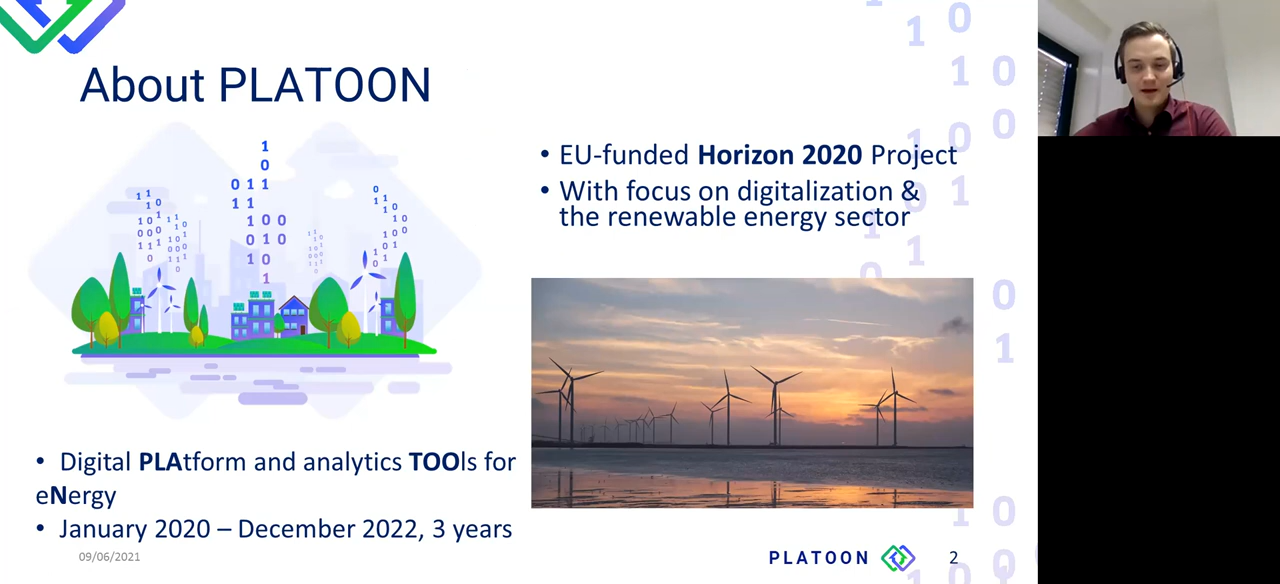 About PLATOON
• EU-funded Horizon 2020 Project
• With focus on digitalization &
the renewable energy sector
• Digital PLAtform and analytics TOOls for
eNergy
• January 2020 – December 2022, 3 years
09/06/2021
PLATOON
2